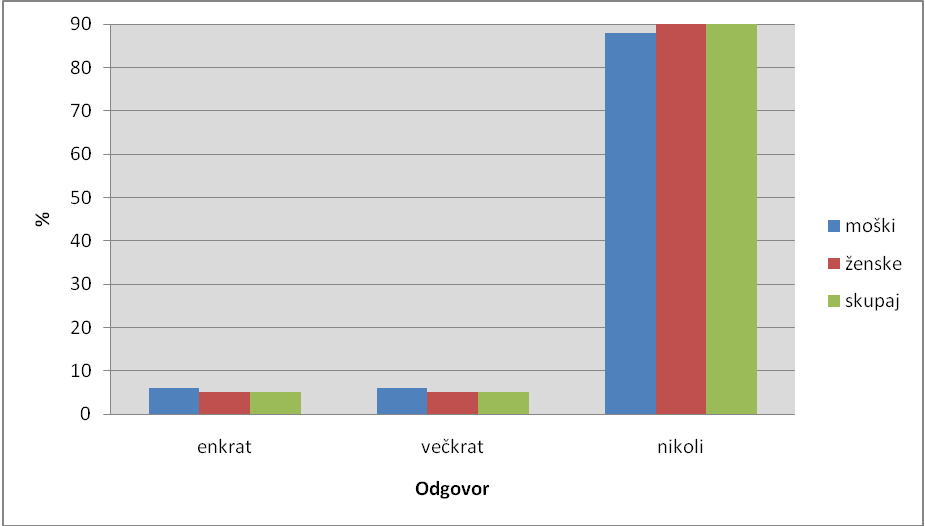 90
80
70
60
50
40
30
20
10
0
%
enkrat
večkrat
nikoli
Odgovor
moški
ženske
skupaj